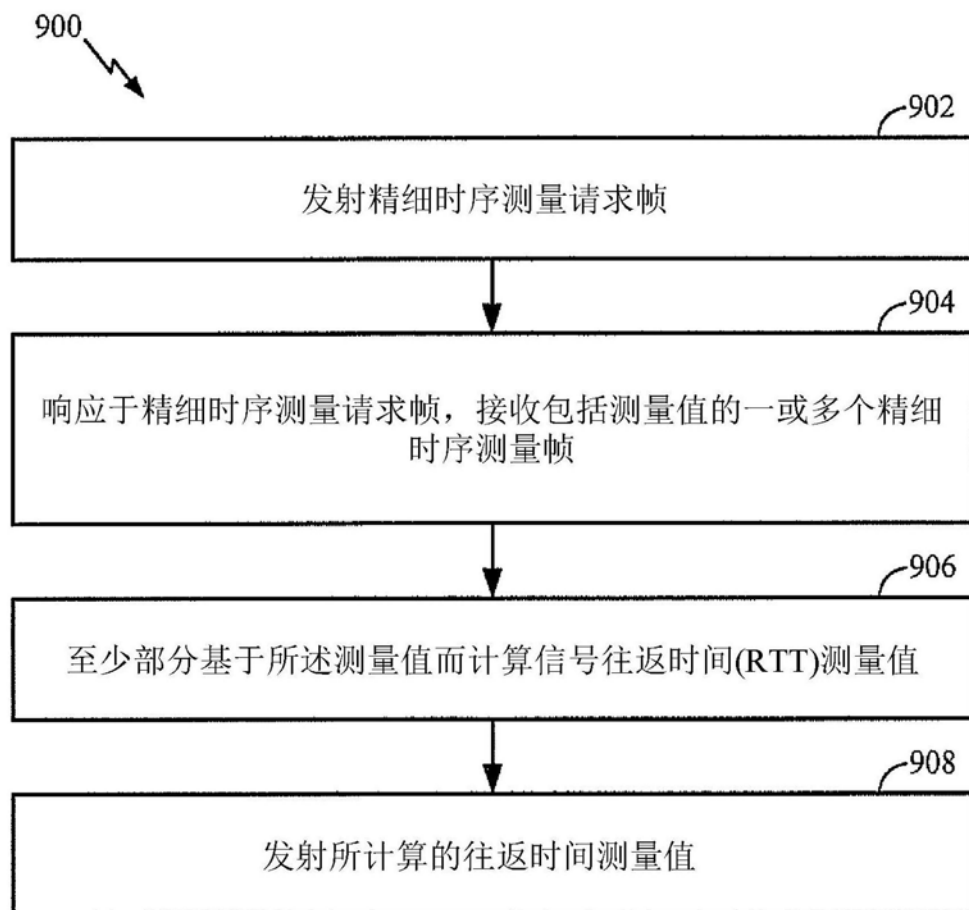 900
902
发射精细时序测量请求帧
904
响应于精细时序测量请求帧，接收包括测量值的一或多个精细
时序测量帧
906
至少部分基于所述测量值而计算信号往返时间(RTT)测量值
908
发射所计算的往返时间测量值